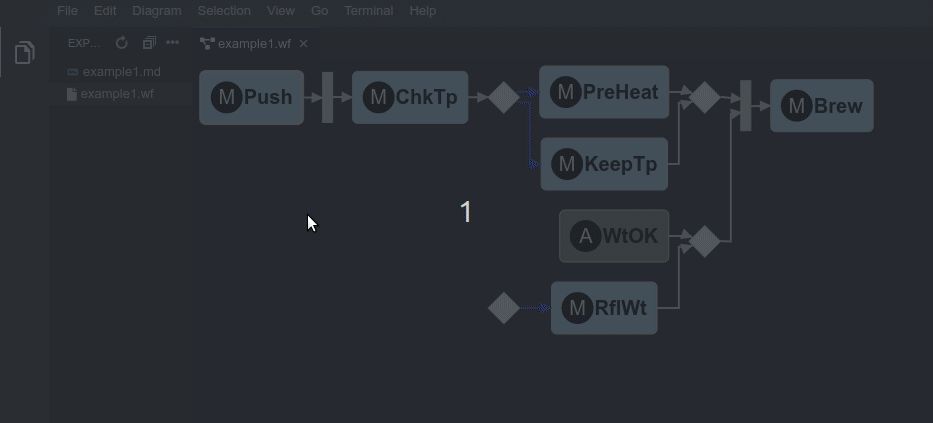 File Edit Diagram Selection View Go Terminal Help
EXP...
example1.wf
example1.md
example1.wf
M Push
M ChkTp
M PreHeat
M Brew
M KeepTp
1
A WtOK
M RflWt